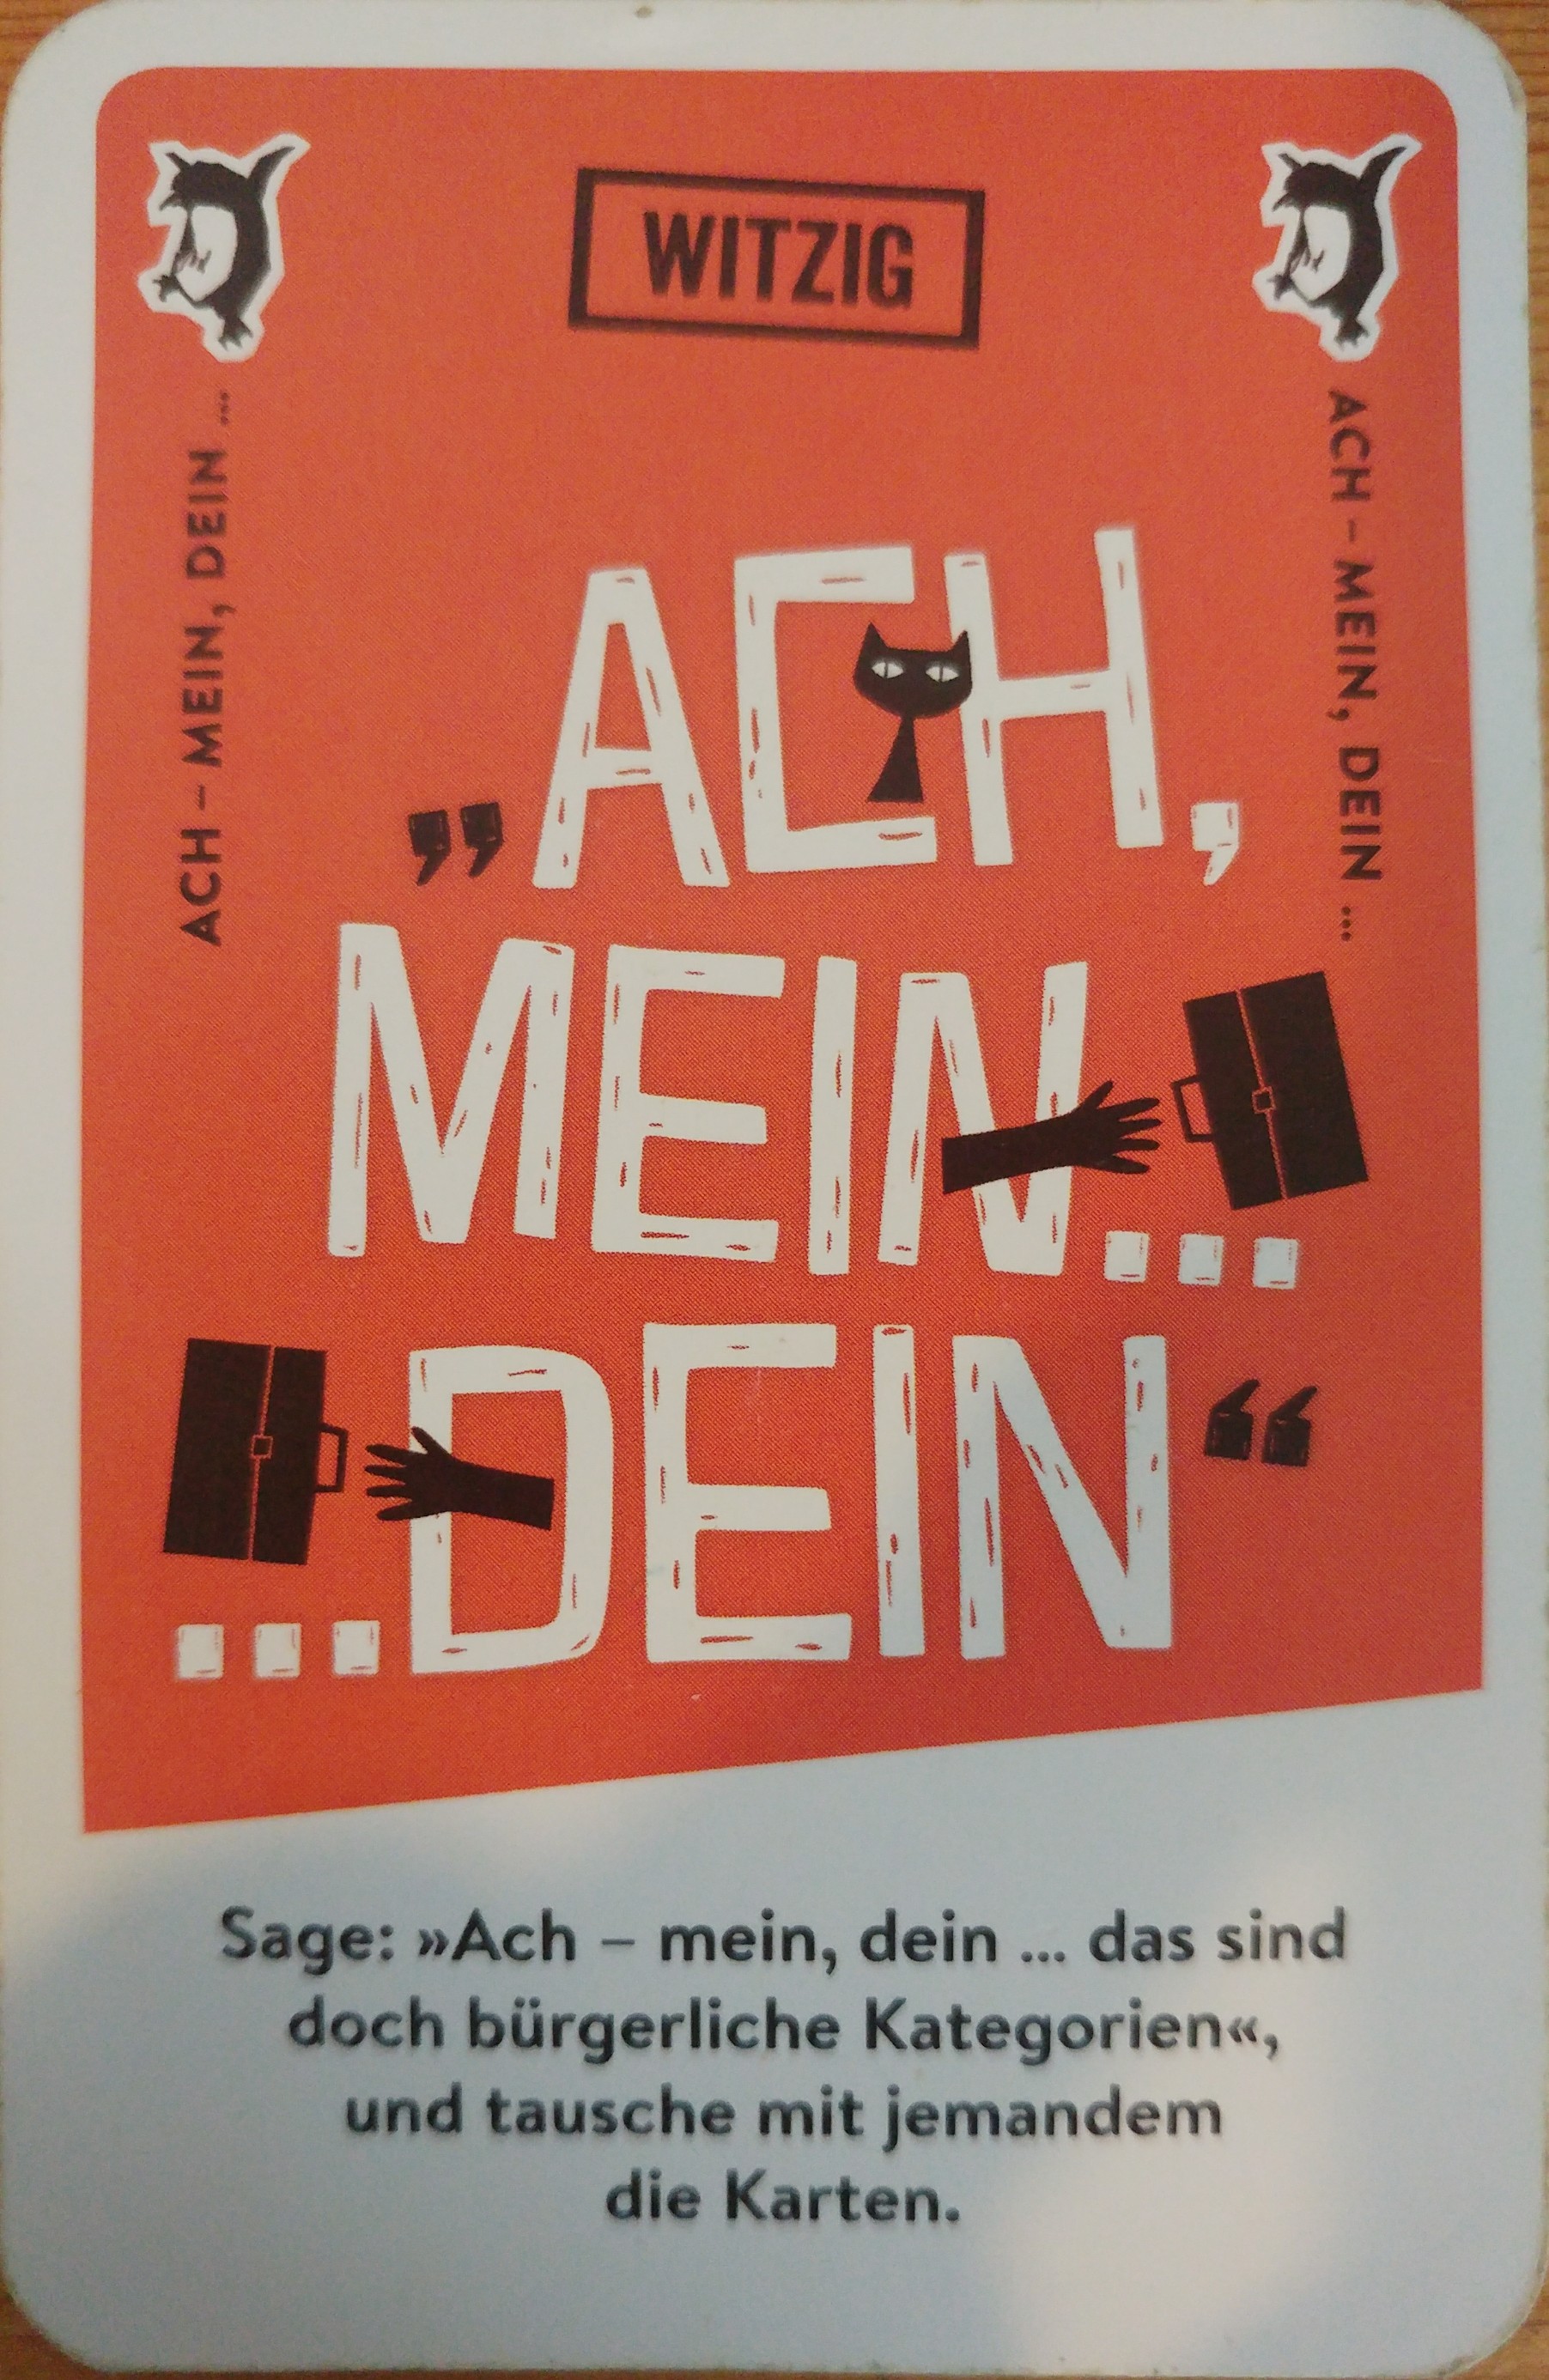 WITZIG
ACH – MEIN, DEIN ...
ACH – MEIN, DEIN ...
„ACH,
MEIN...
...DEIN“
Sage: »Ach – mein, dein ... das sind
doch bürgerliche Kategorien«,
und tausche mit jemandem
die Karten.